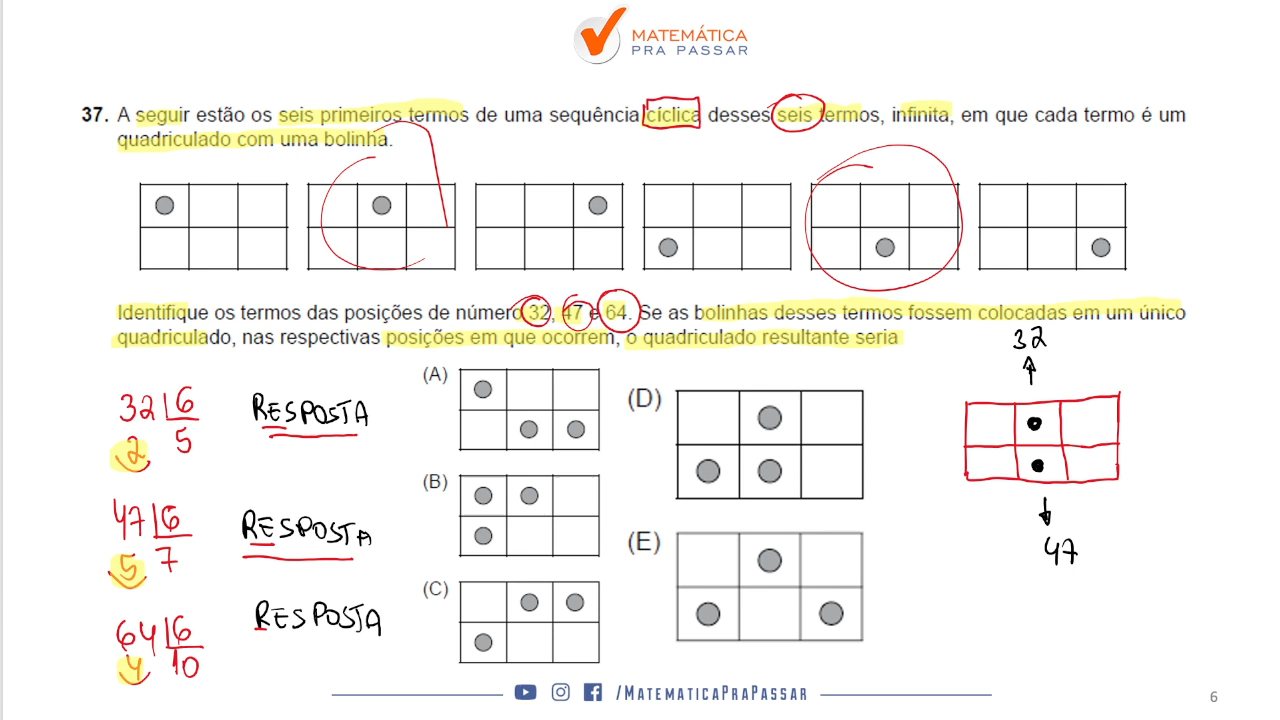 MATEMÁTICA
PRA PASSAR
37. A seguir estão os seis primeiros termos de uma sequência cíclica desses seis termos, infinita, em que cada termo é um
quadriculado com uma bolinha.
Identifique os termos das posições de número 32, 47 e 64. Se as bolinhas desses termos fossem colocadas em um único
quadriculado, nas respectivas posições em que ocorrem, o quadriculado resultante seria
32
(A)
(D)
32 6
2 5
RESPOSTA
(B)
47 6
5 7
RESPOSTA
(E)
47
(C)
64 6
4 10
RESPOSTA
/MATEMATICAPRAPASSAR
6